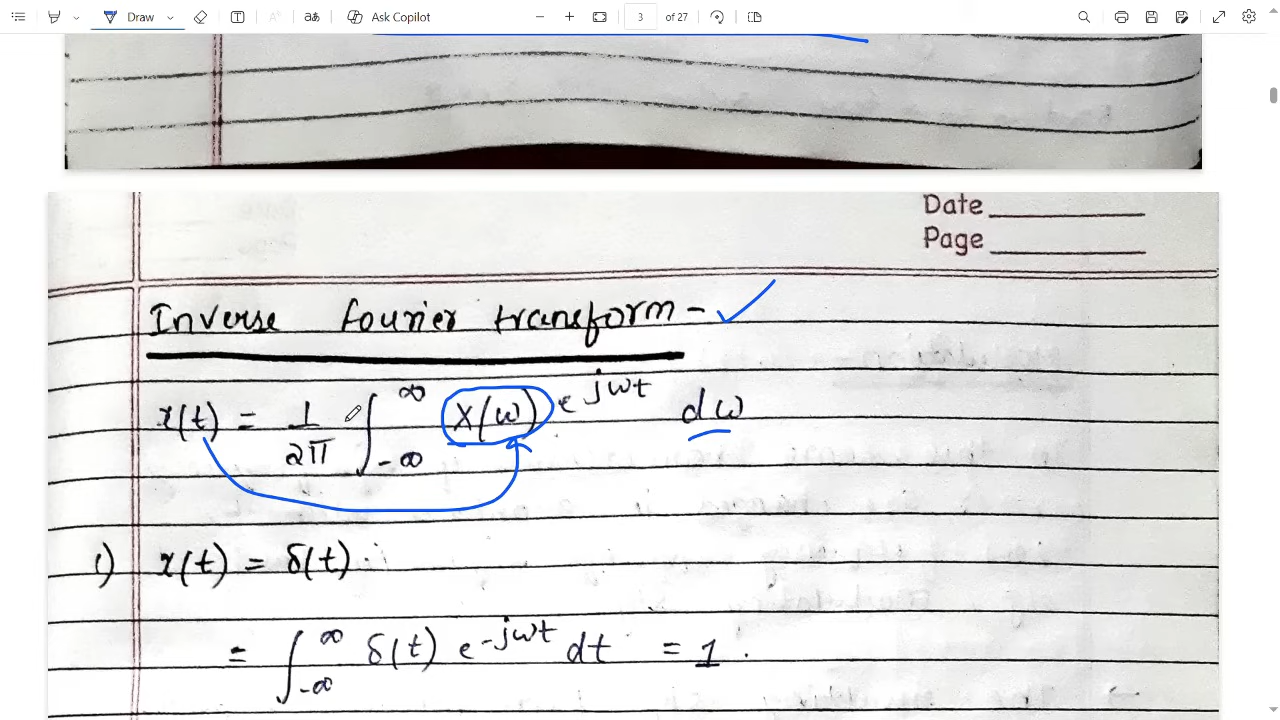 Draw
Ask Copilot
3 of 27
Date
Page
Inverse fourier transform -
x(t) = 1/2π ∫_{-∞}^{∞} X(ω) e^{jωt} dω
1) x(t) = δ(t).
= ∫_{-∞}^{∞} δ(t) e^{-jωt} dt = 1.